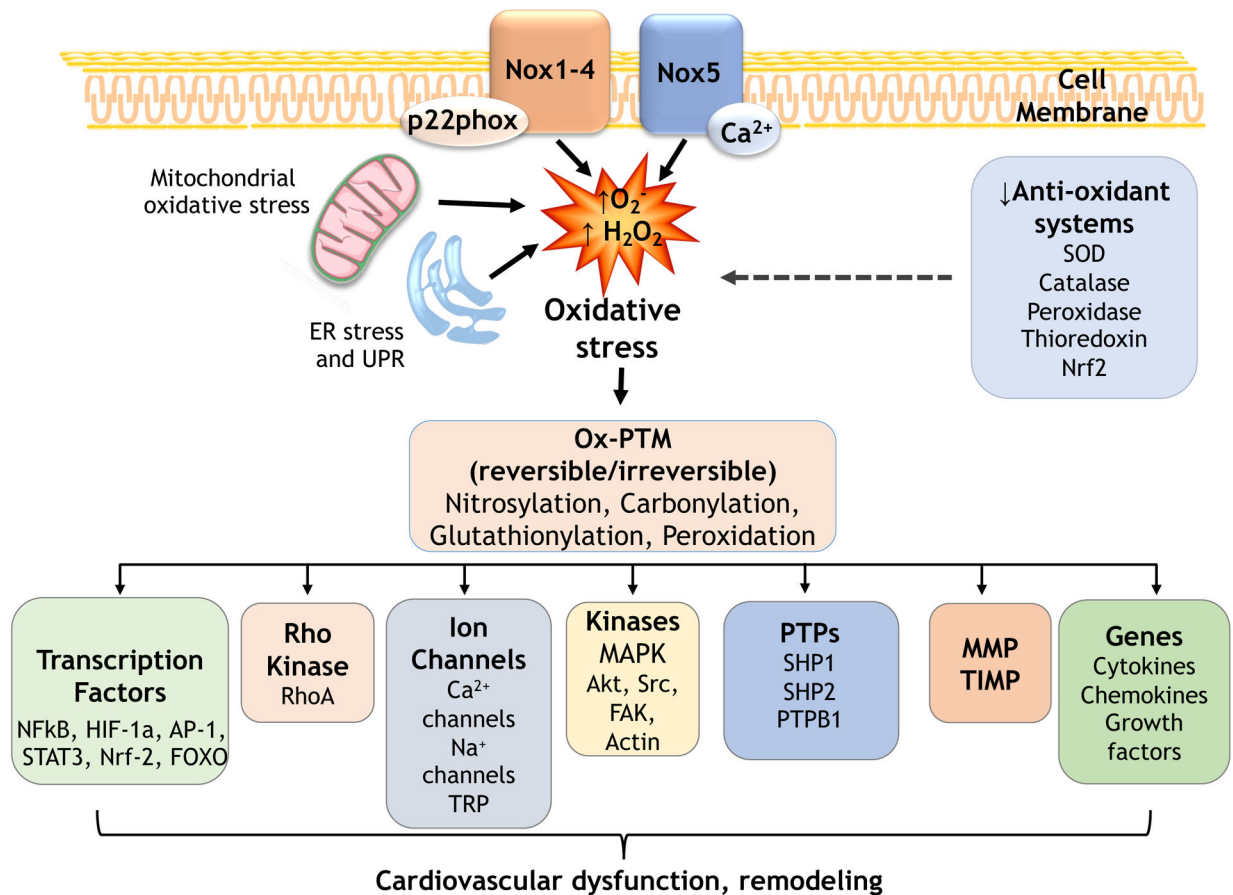 Nox1-4
Nox5
Cell
Membrane
p22phox
Ca²⁺
Mitochondrial
oxidative stress
↑O₂⁻
↑ H₂O₂
↓Anti-oxidant
systems
SOD
Catalase
Peroxidase
Thioredoxin
Nrf2
ER stress
and UPR
Oxidative
stress
Ox-PTM
(reversible/irreversible)
Nitrosylation, Carbonylation,
Glutathionylation, Peroxidation
Transcription
Factors
NFkB, HIF-1a, AP-1,
STAT3, Nrf-2, FOXO
Rho
Kinase
RhoA
Ion
Channels
Ca²⁺
channels
Na⁺
channels
TRP
Kinases
MAPK
Akt, Src,
FAK,
Actin
PTPs
SHP1
SHP2
PTPB1
MMP
TIMP
Genes
Cytokines
Chemokines
Growth
factors
Cardiovascular dysfunction, remodeling